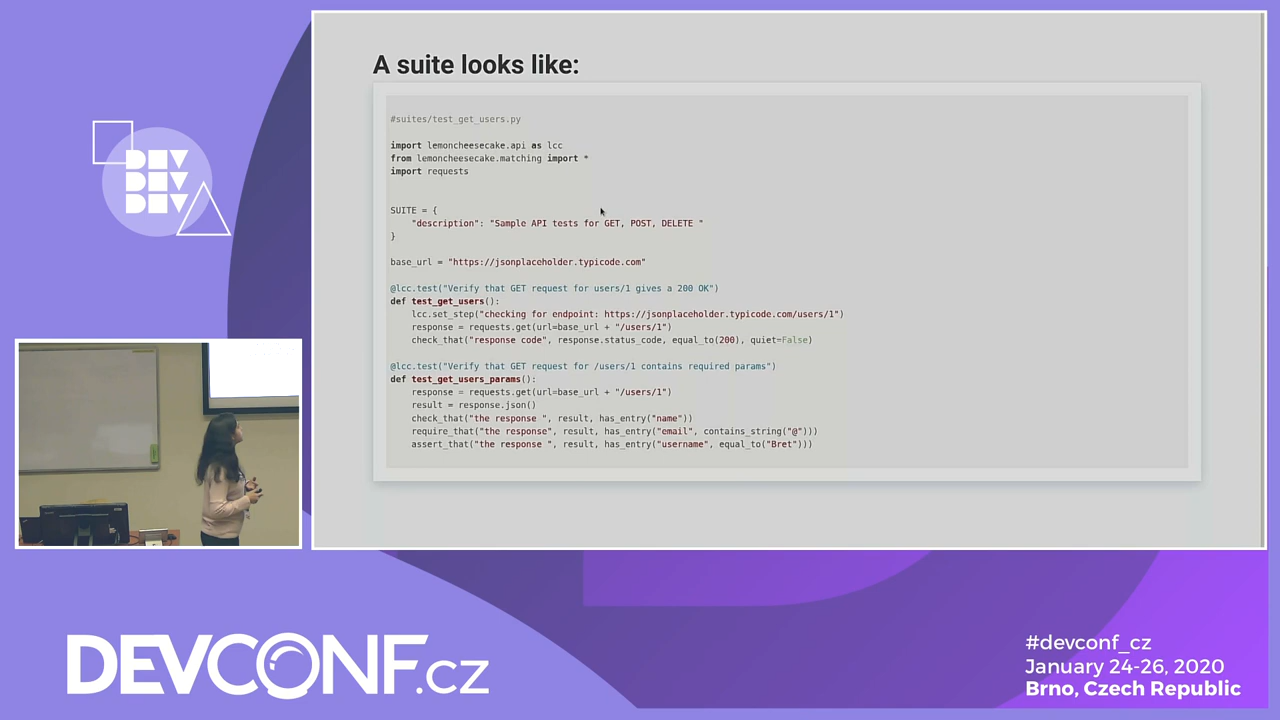 A suite looks like:
#suites/test_get_users.py
import lemoncheesecake.api as lcc
from lemoncheesecake.matching import *
import requests
SUITE = {
    "description": "Sample API tests for GET, POST, DELETE "
}
base_url = "https://jsonplaceholder.typicode.com"
@lcc.test("Verify that GET request for users/1 gives a 200 OK")
def test_get_users():
    lcc.set_step("checking for endpoint: https://jsonplaceholder.typicode.com/users/1")
    response = requests.get(url=base_url + "/users/1")
    check_that("response code", response.status_code, equal_to(200), quiet=False)
@lcc.test("Verify that GET request for /users/1 contains required params")
def test_get_users_params():
    response = requests.get(url=base_url + "/users/1")
    result = response.json()
    check_that("the response ", result, has_entry("name"))
    require_that("the response", result, has_entry("email", contains_string("@")))
    assert_that("the response ", result, has_entry("username", equal_to("Bret")))
DEV
DEV
DEV
DEVCONF.cz
#devconf_cz
January 24-26, 2020
Brno, Czech Republic